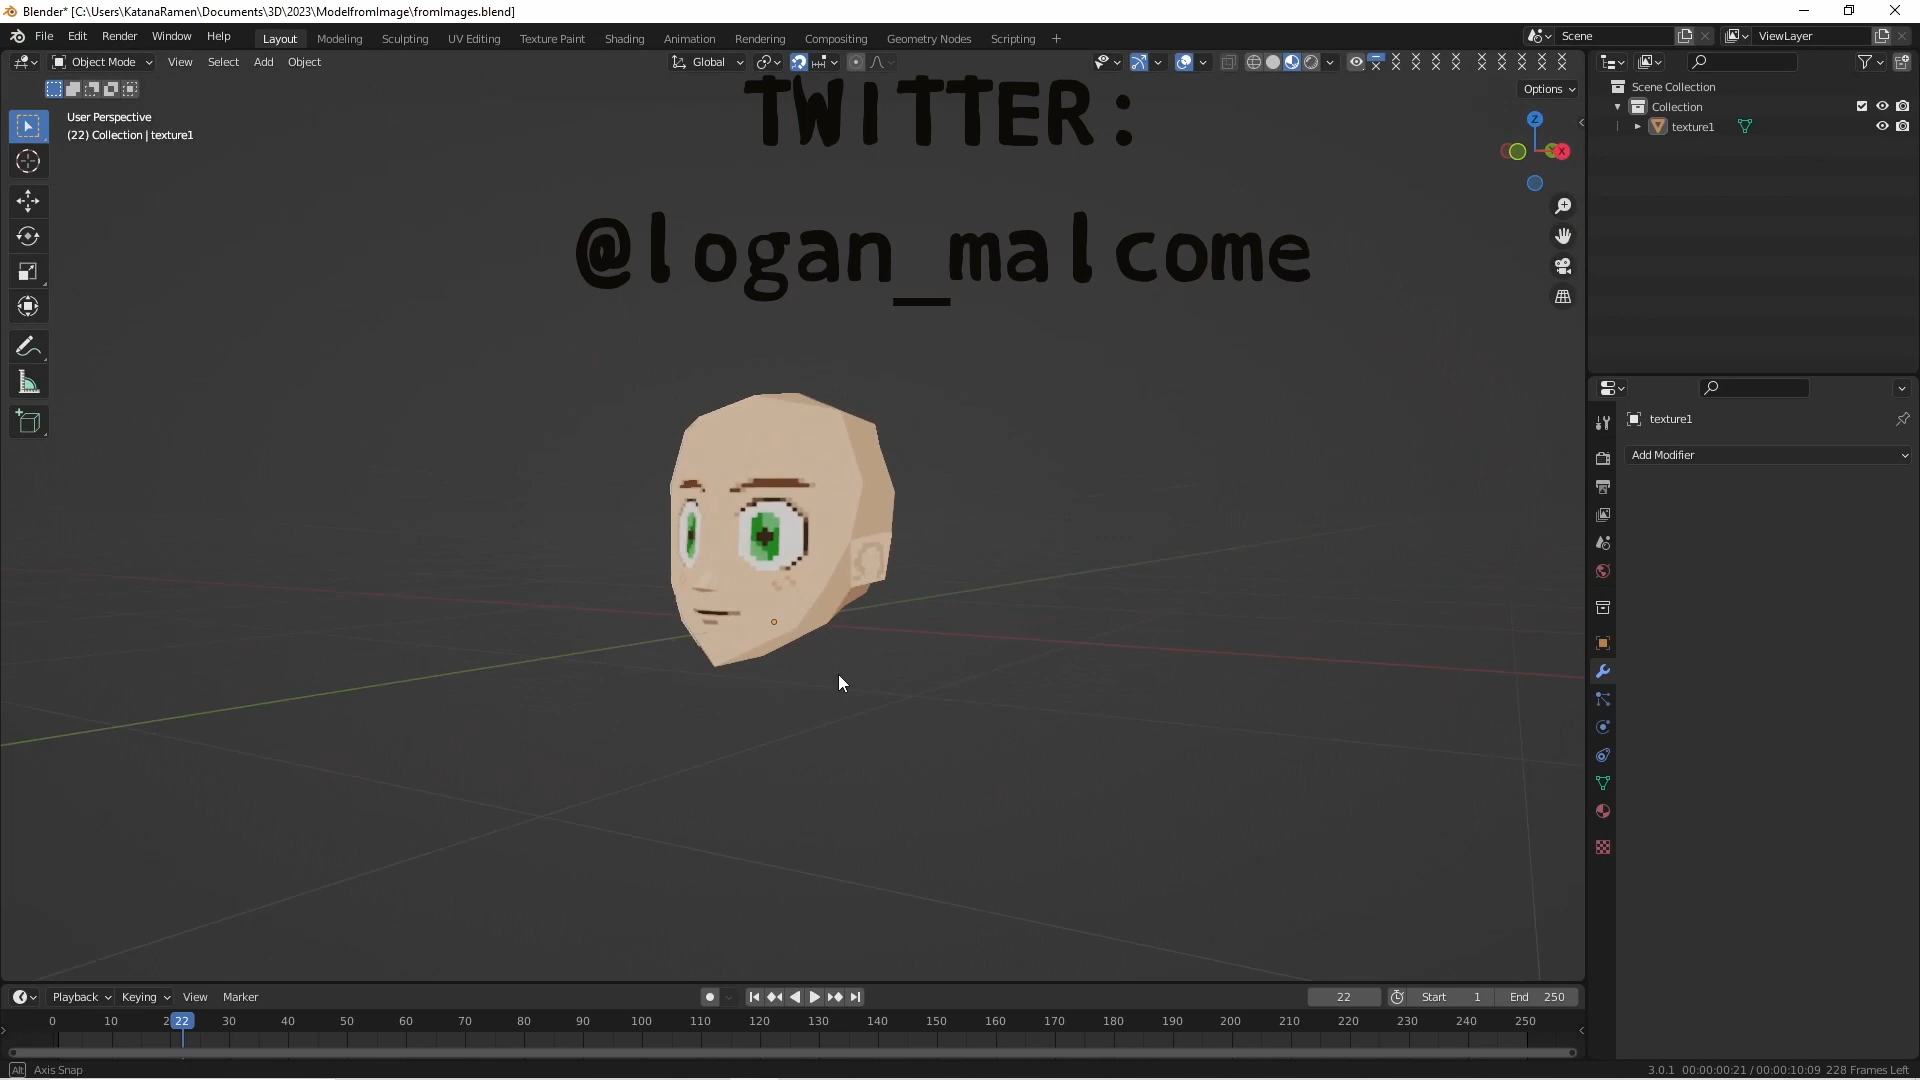 Blender* [C:\Users\KatanaRamen\Documents\3D\2023\ModelfromImage\fromImages.blend]
File Edit Render Window Help Layout Modeling Sculpting UV Editing Texture Paint Shading Animation Rendering Compositing Geometry Nodes Scripting + Scene ViewLayer
Object Mode View Select Add Object Global
Options
User Perspective
(22) Collection | texture1
TWITTER:
@logan_malcome
Z
Y X
Scene Collection
Collection
texture1
texture1
Add Modifier
Playback Keying View Marker 22 Start 1 End 250
0 10 2 22 30 40 50 60 70 80 90 100 110 120 130 140 150 160 170 180 190 200 210 220 230 240 250
Alt Axis Snap 3.0.1 00:00:00:21 / 00:00:10:09 228 Frames Left